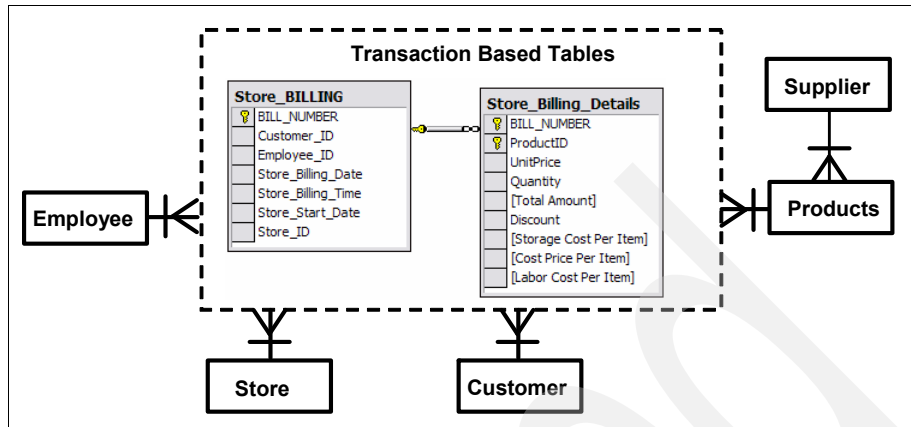 Transaction Based Tables
Store_BILLING
BILL_NUMBER
Customer_ID
Employee_ID
Store_Billing_Date
Store_Billing_Time
Store_Start_Date
Store_ID
Store_Billing_Details
BILL_NUMBER
ProductID
UnitPrice
Quantity
[Total Amount]
Discount
[Storage Cost Per Item]
[Cost Price Per Item]
[Labor Cost Per Item]
Supplier
Employee
Products
Store
Customer